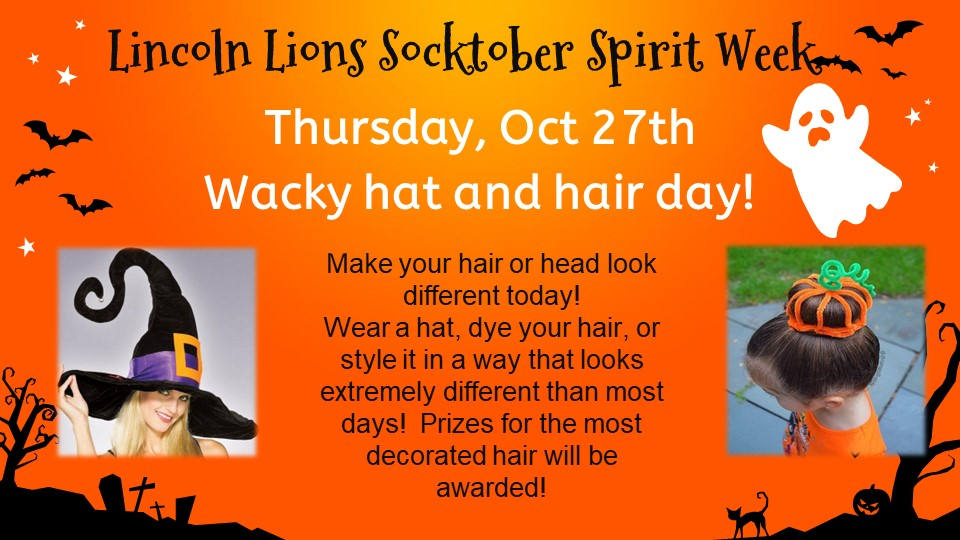 Lincoln Lions Socktober Spirit Week
Thursday, Oct 27th
Wacky hat and hair day!
Make your hair or head look
different today!
Wear a hat, dye your hair, or
style it in a way that looks
extremely different than most
days!  Prizes for the most
decorated hair will be
awarded!